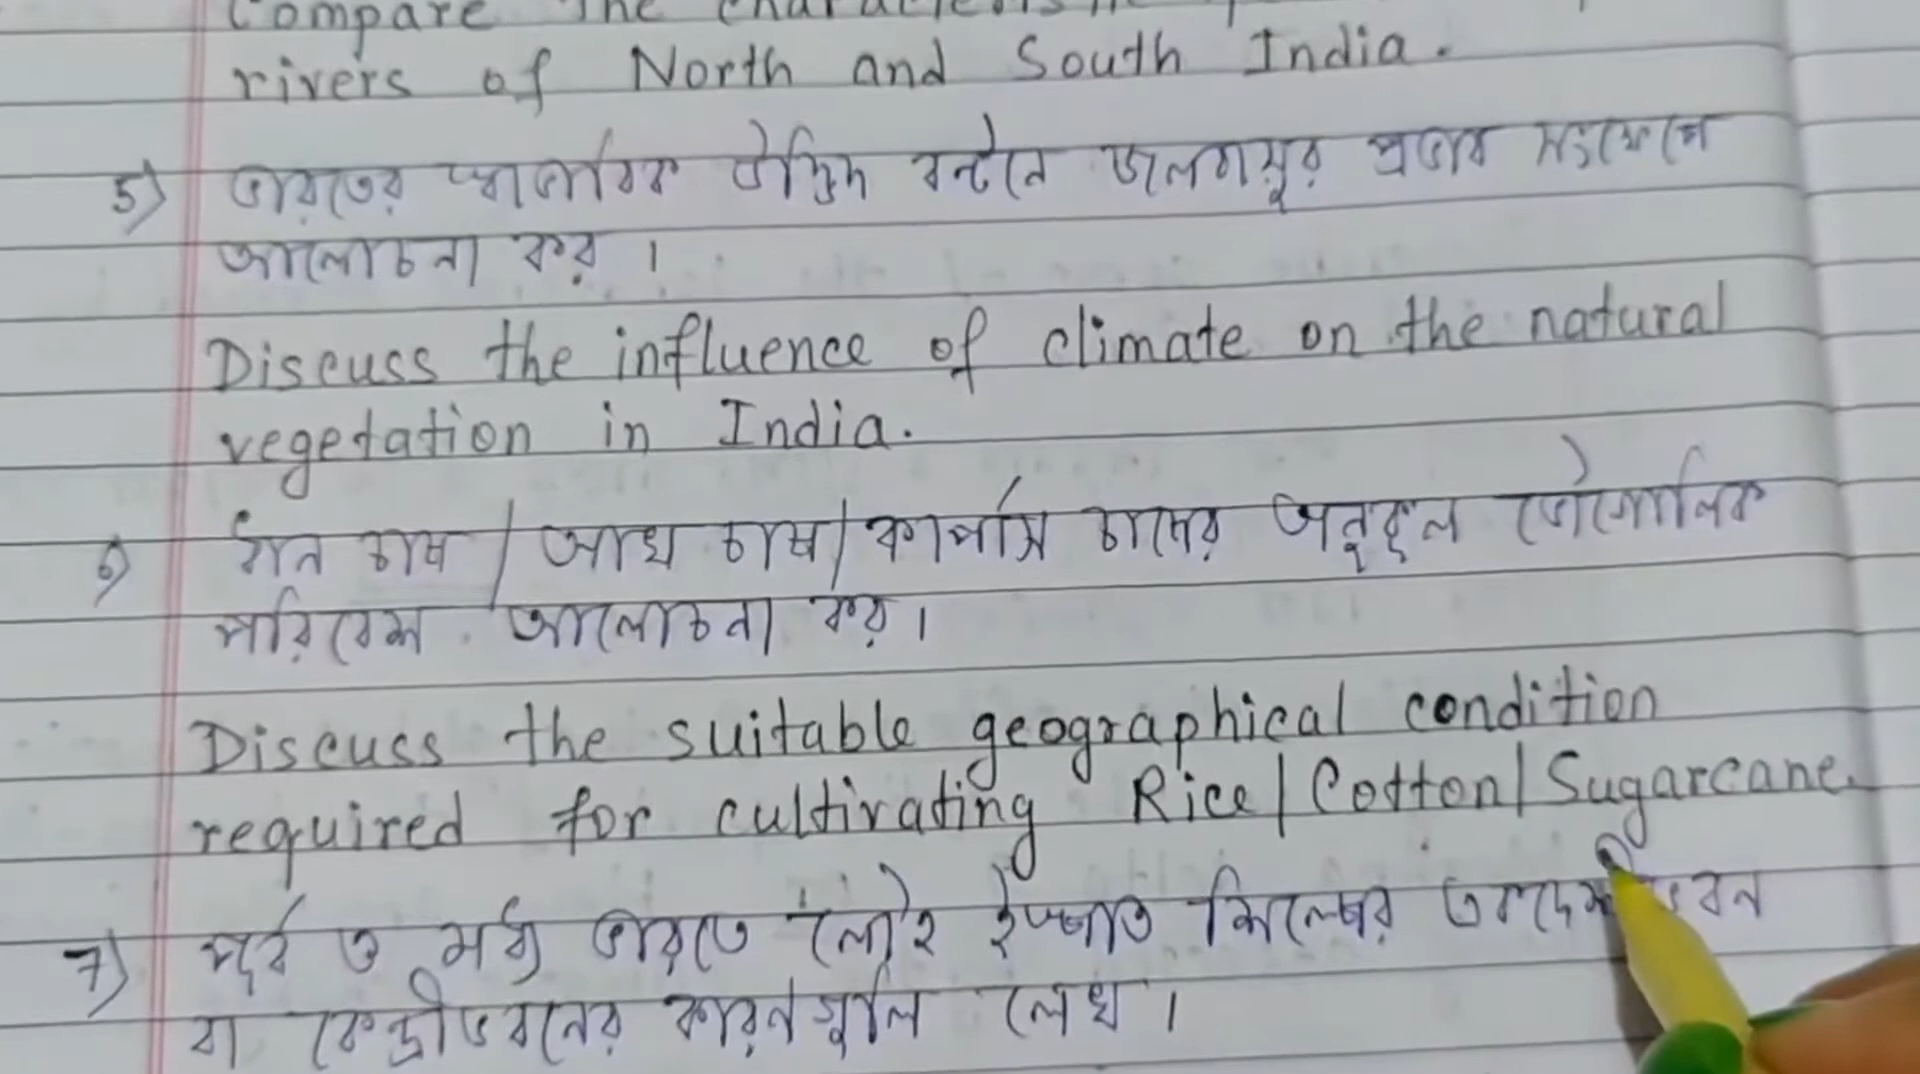 Compare the
rivers of North and South India.
5) ভারতের স্বাভাবিক উদ্ভিদ বন্টনে জলবায়ুর প্রভাব সংক্ষেপে
আলোচনা কর ।
Discuss the influence of climate on the natural
vegetation in India.
6) ধান চাষ / আখ চাষ / কার্পাস চাষের অনুকূল ভৌগোলিক
পরিবেশ আলোচনা কর ।
Discuss the suitable geographical condition
required for cultivating Rice / Cotton / Sugarcane.
7) পূর্ব ও মধ্য ভারতে লৌহ ইস্পাত শিল্পের
বা কেন্দ্রীভবনের কারণগুলি লেখ ।